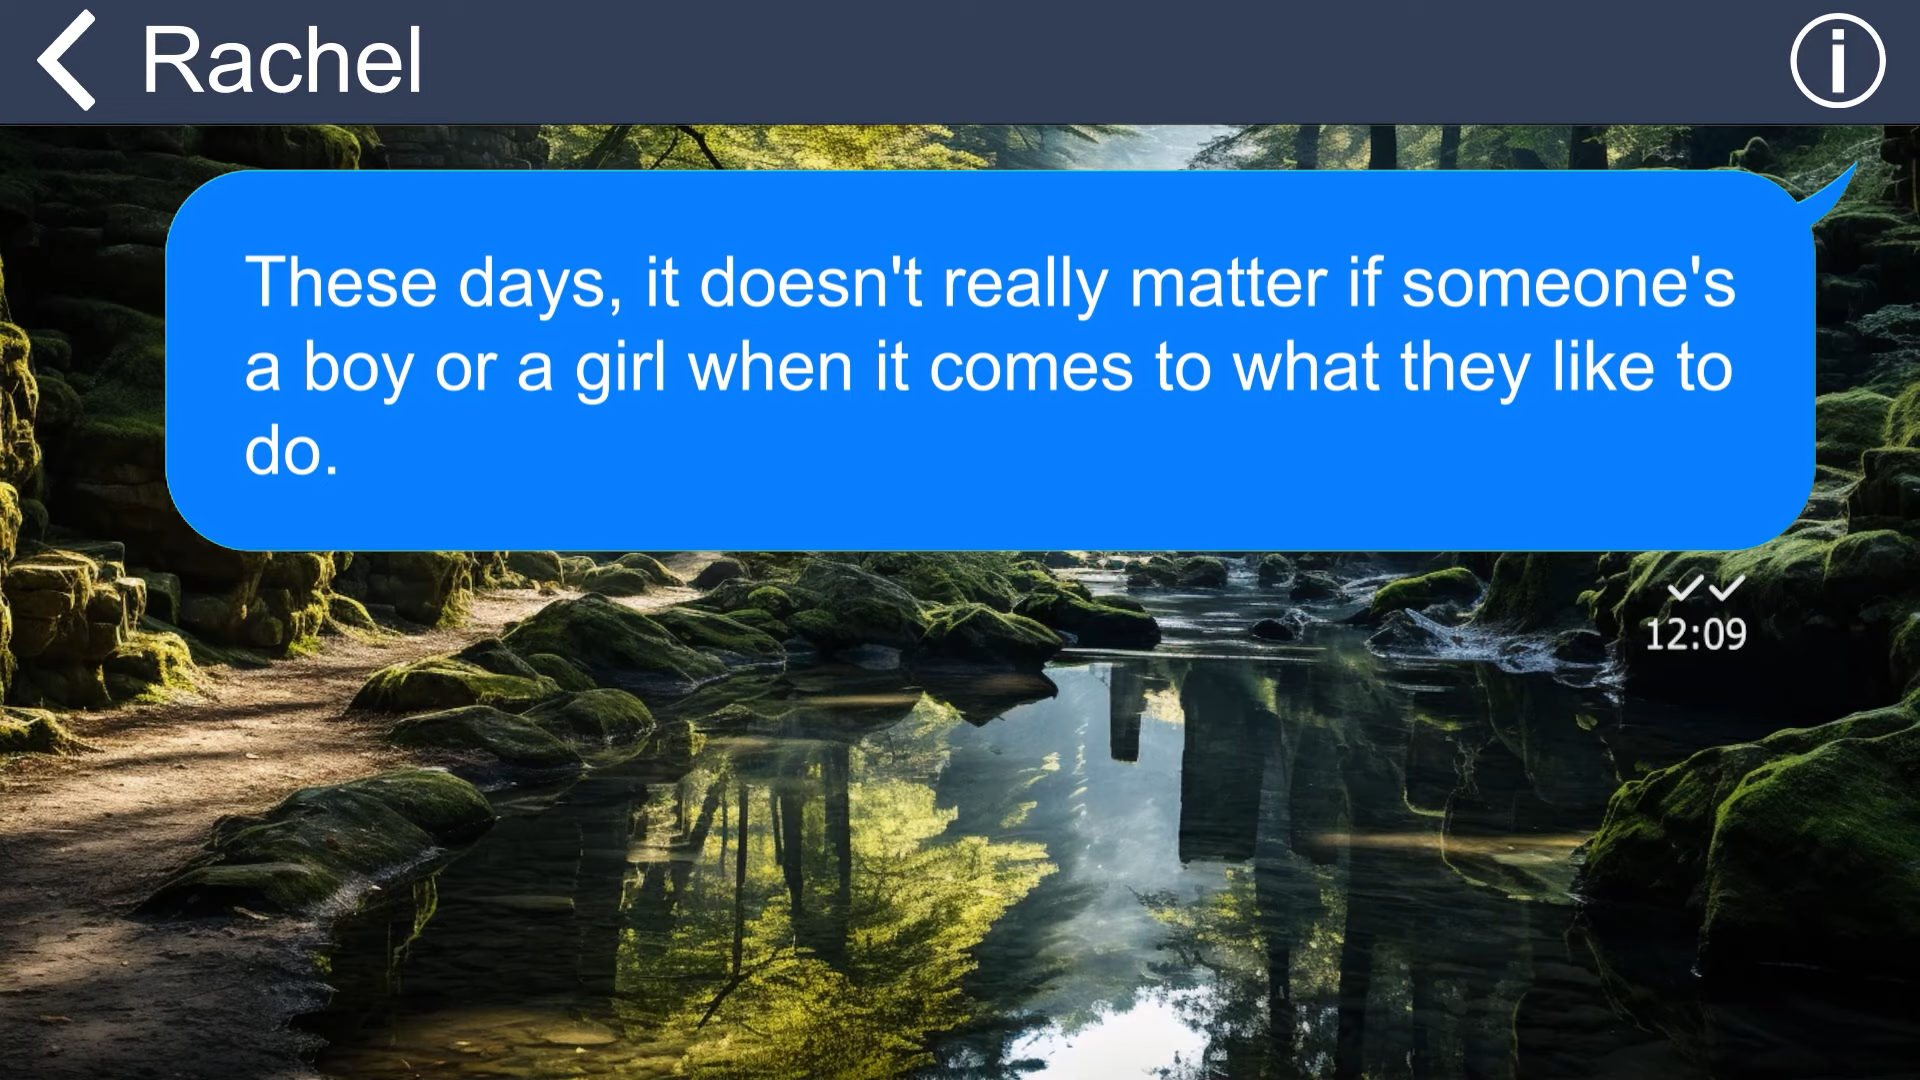 Rachel
These days, it doesn't really matter if someone's
a boy or a girl when it comes to what they like to
do.
12:09